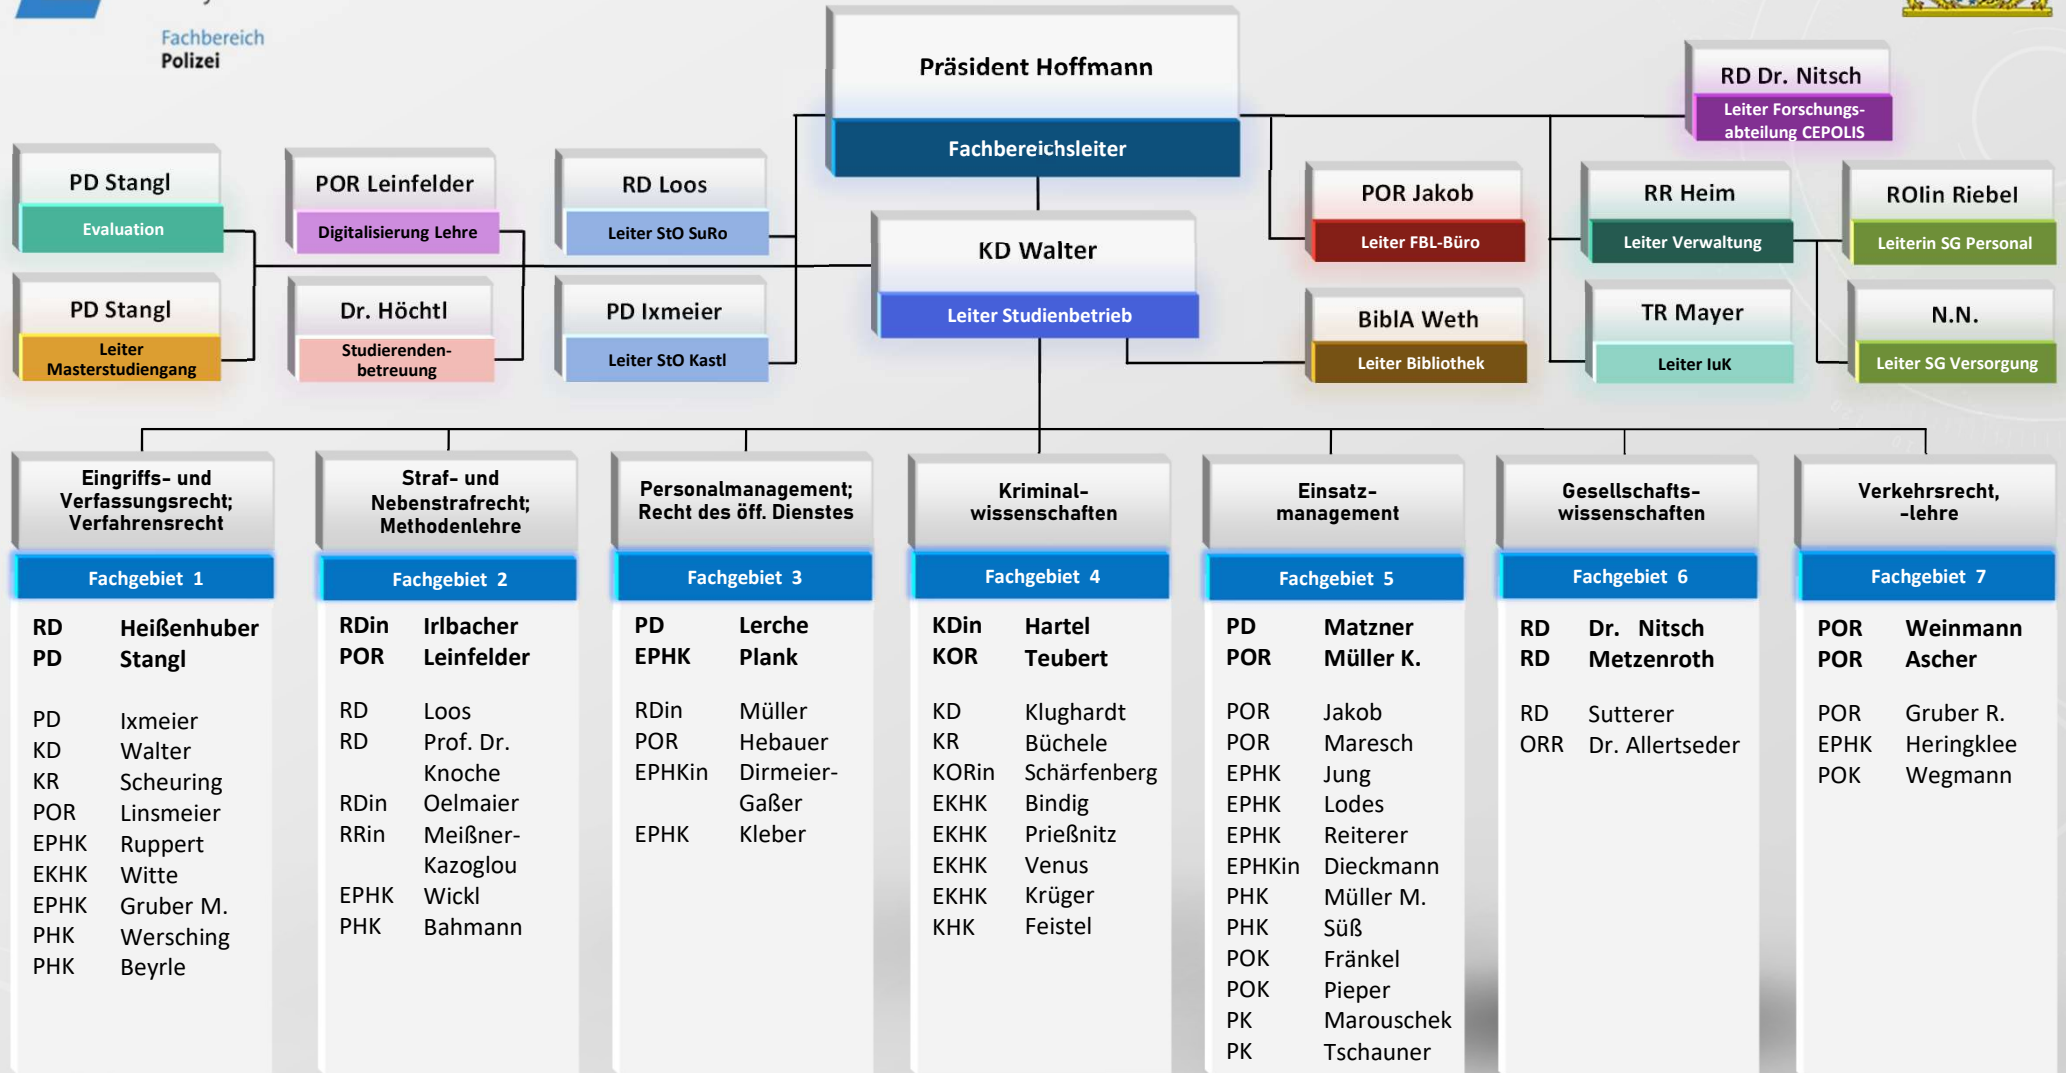 Fachbereich
Polizei
Präsident Hoffmann
Fachbereichsleiter
RD Dr. Nitsch
Leiter Forschungs-
abteilung CEPOLIS
PD Stangl
Evaluation
POR Leinfelder
Digitalisierung Lehre
RD Loos
Leiter StO SuRo
KD Walter
Leiter Studienbetrieb
POR Jakob
Leiter FBL-Büro
RR Heim
Leiter Verwaltung
ROIin Riebel
Leiterin SG Personal
PD Stangl
Leiter
Masterstudiengang
Dr. Höchtl
Studierenden-
betreuung
PD Ixmeier
Leiter StO Kastl
BiblA Weth
Leiter Bibliothek
TR Mayer
Leiter IuK
N.N.
Leiter SG Versorgung
Eingriffs- und
Verfassungsrecht;
Verfahrensrecht
Fachgebiet 1
RD Heißenhuber
PD Stangl
PD Ixmeier
KD Walter
KR Scheuring
POR Linsmeier
EPHK Ruppert
EKHK Witte
EPHK Gruber M.
PHK Wersching
PHK Beyrle
Straf- und
Nebenstrafrecht;
Methodenlehre
Fachgebiet 2
RDin Irlbacher
POR Leinfelder
RD Loos
RD Prof. Dr.
Knoche
RDin Oelmaier
RRin Meißner-
Kazoglou
EPHK Wickl
PHK Bahmann
Personalmanagement;
Recht des öff. Dienstes
Fachgebiet 3
PD Lerche
EPHK Plank
RDin Müller
POR Hebauer
EPHKin Dirmeier-
Gaßer
EPHK Kleber
Kriminal-
wissenschaften
Fachgebiet 4
KDin Hartel
KOR Teubert
KD Klughardt
KR Büchele
KORin Schärfenberg
EKHK Bindig
EKHK Prießnitz
EKHK Venus
EKHK Krüger
KHK Feistel
Einsatz-
management
Fachgebiet 5
PD Matzner
POR Müller K.
POR Jakob
POR Maresch
EPHK Jung
EPHK Lodes
EPHK Reiterer
EPHKin Dieckmann
PHK Müller M.
PHK Süß
POK Fränkel
POK Pieper
PK Marouschek
PK Tschauner
Gesellschafts-
wissenschaften
Fachgebiet 6
RD Dr. Nitsch
RD Metzenroth
RD Sutterer
ORR Dr. Allertseder
Verkehrsrecht,
-lehre
Fachgebiet 7
POR Weinmann
POR Ascher
POR Gruber R.
EPHK Heringklee
POK Wegmann